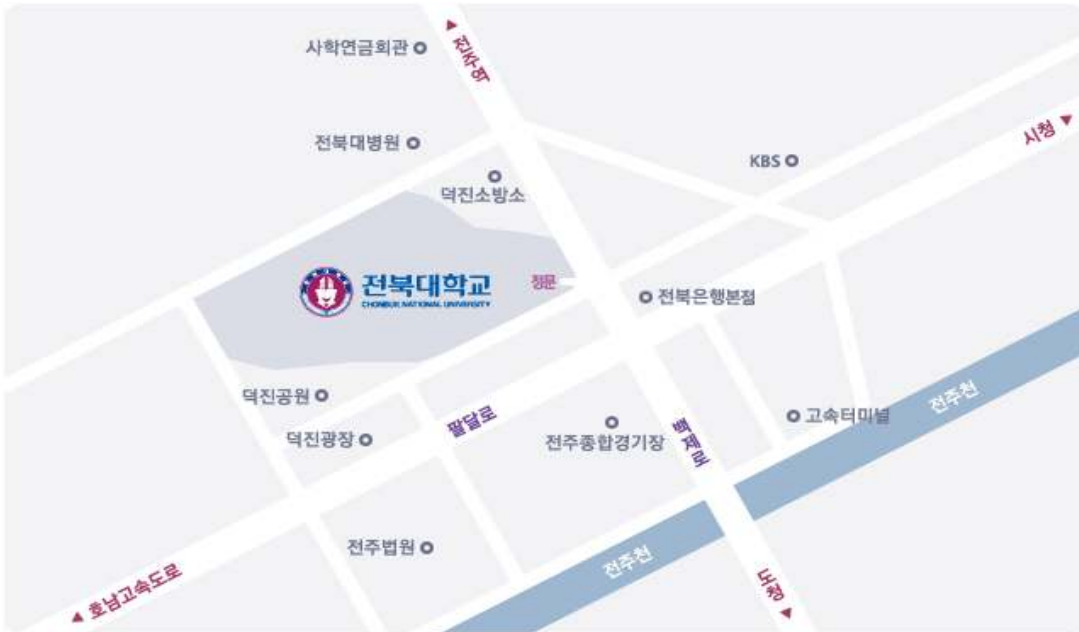 사학연금회관
▲ 전주역
전북대병원
덕진소방소
KBS
시청 ▶
전북대학교
CHONBUK NATIONAL UNIVERSITY
정문
전북은행본점
덕진공원
덕진광장
팔달로
전주종합경기장
백제로
고속터미널
전주천
전주법원
전주천
◀ 호남고속도로
도청 ▶